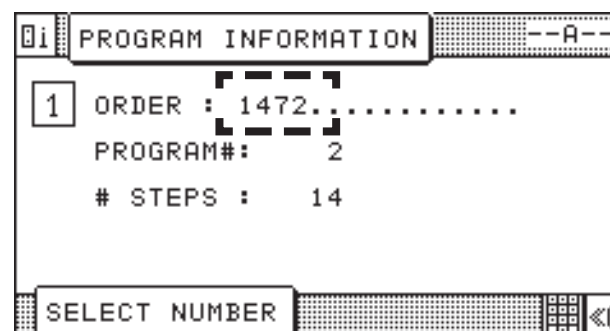 i PROGRAM INFORMATION --A--
1 ORDER : 1472............
PROGRAM#: 2
# STEPS : 14
SELECT NUMBER